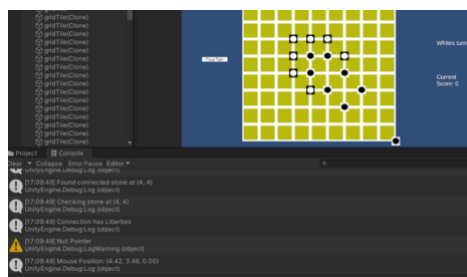 gridTile(Clone)
gridTile(Clone)
gridTile(Clone)
gridTile(Clone)
gridTile(Clone)
gridTile(Clone)
gridTile(Clone)
gridTile(Clone)
gridTile(Clone)
gridTile(Clone)
gridTile(Clone)
gridTile(Clone)
gridTile(Clone)
Whites turn
Pass Turn
Current
Score: 0
Project Console
Clear Collapse Error Pause Editor
UnityEngine.Debug:Log (object)
[17:09:49] Found connected stone at (4, 4)
UnityEngine.Debug:Log (object)
[17:09:49] Checking stone at (4, 4)
UnityEngine.Debug:Log (object)
[17:09:49] Connection has Liberties
UnityEngine.Debug:Log (object)
[17:09:49] Null Pointer
UnityEngine.Debug:LogWarning (object)
[17:09:49] Mouse Position: (4.42, 3.46, 0.00)
UnityEngine.Debug:Log (object)